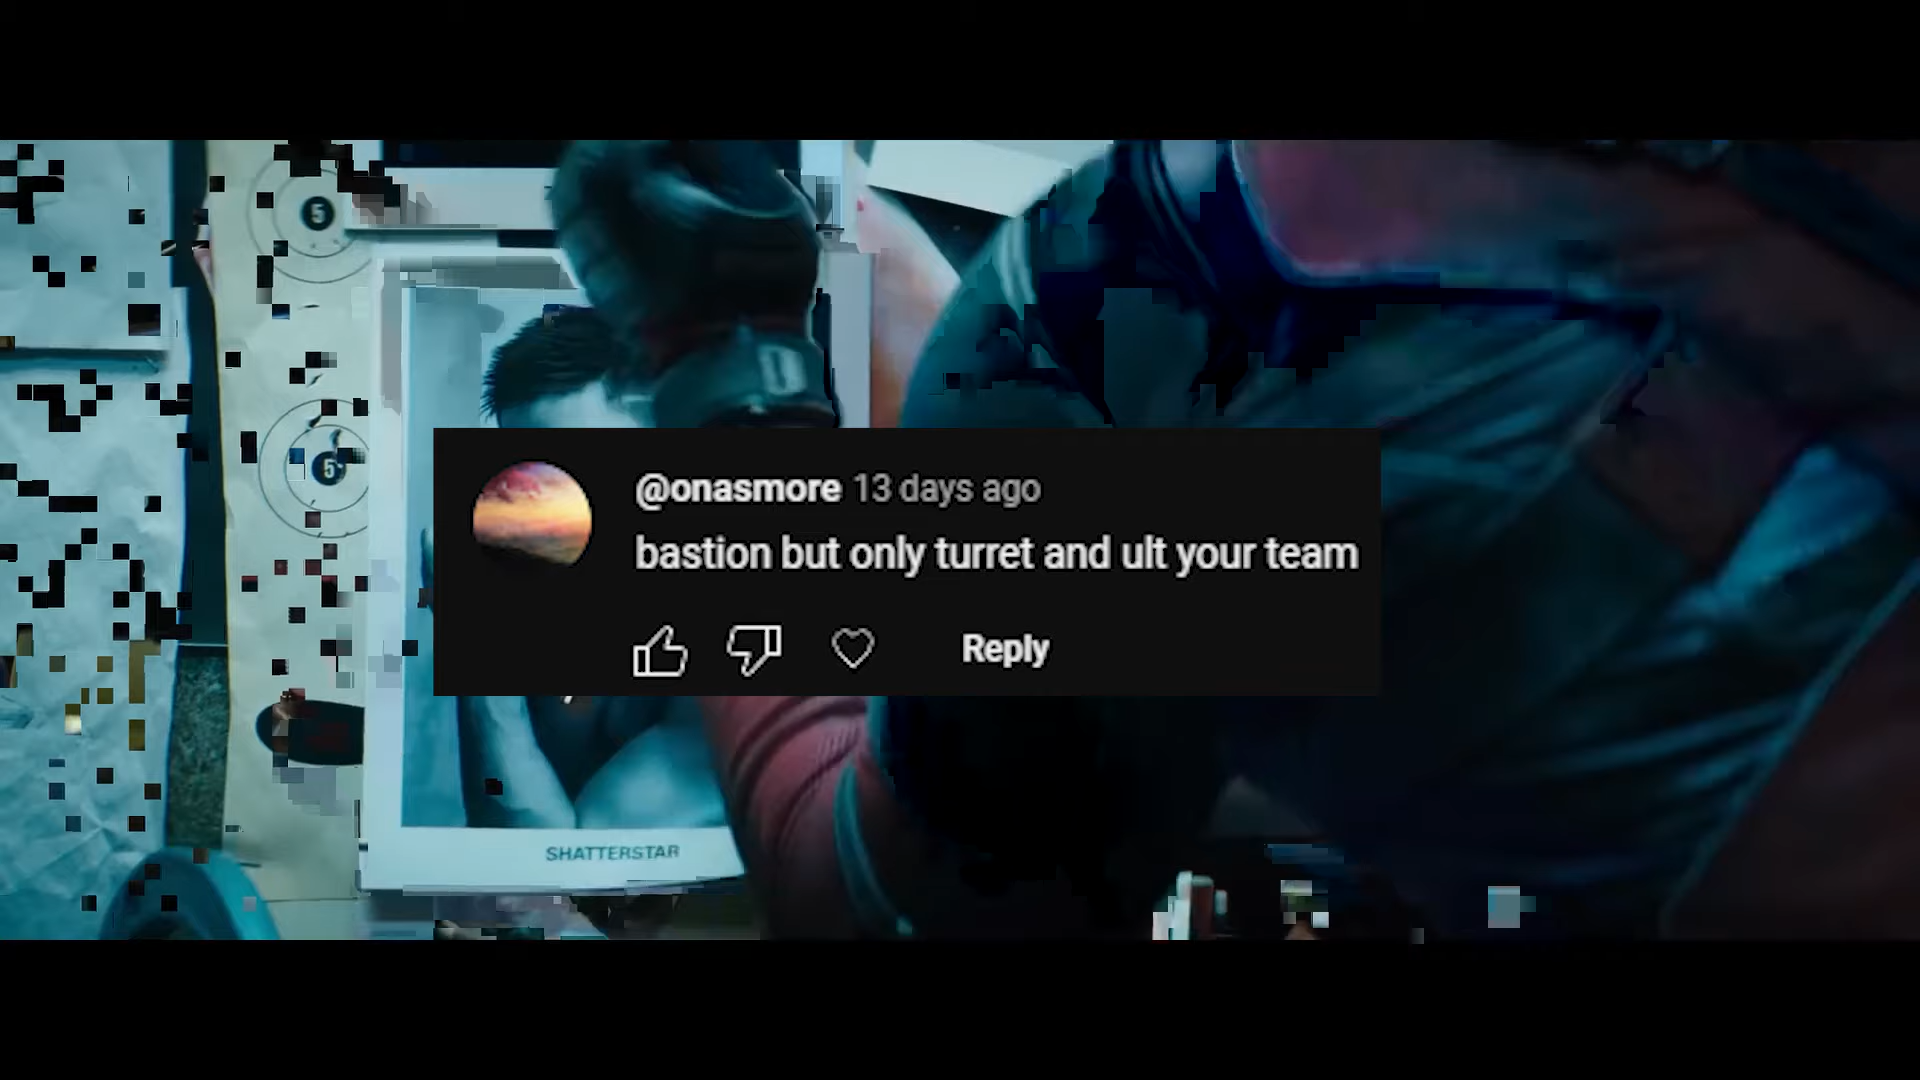 5
5
@onasmore 13 days ago
bastion but only turret and ult your team
Reply
SHATTERSTAR